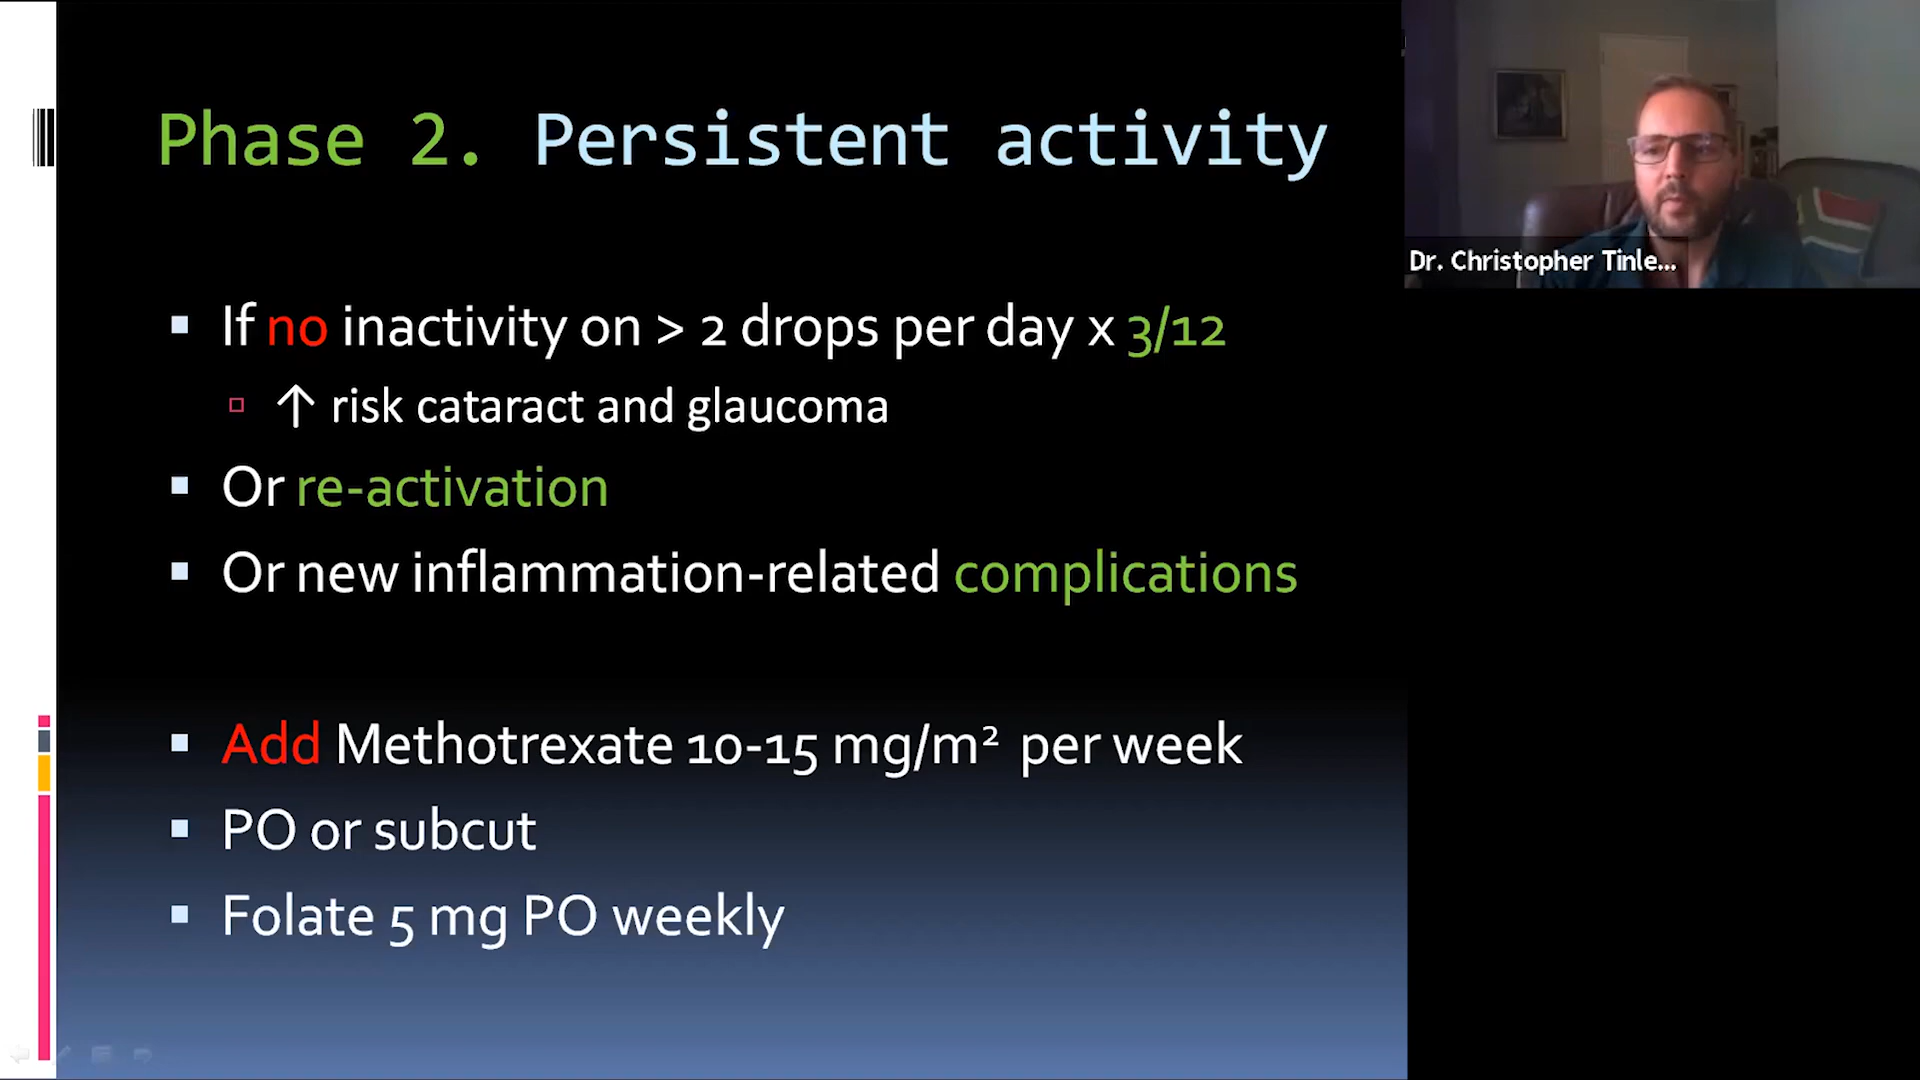 Phase 2. Persistent activity
If no inactivity on > 2 drops per day x 3/12
↑ risk cataract and glaucoma
Or re-activation
Or new inflammation-related complications
Add Methotrexate 10-15 mg/m² per week
PO or subcut
Folate 5 mg PO weekly
Dr. Christopher Tinle...